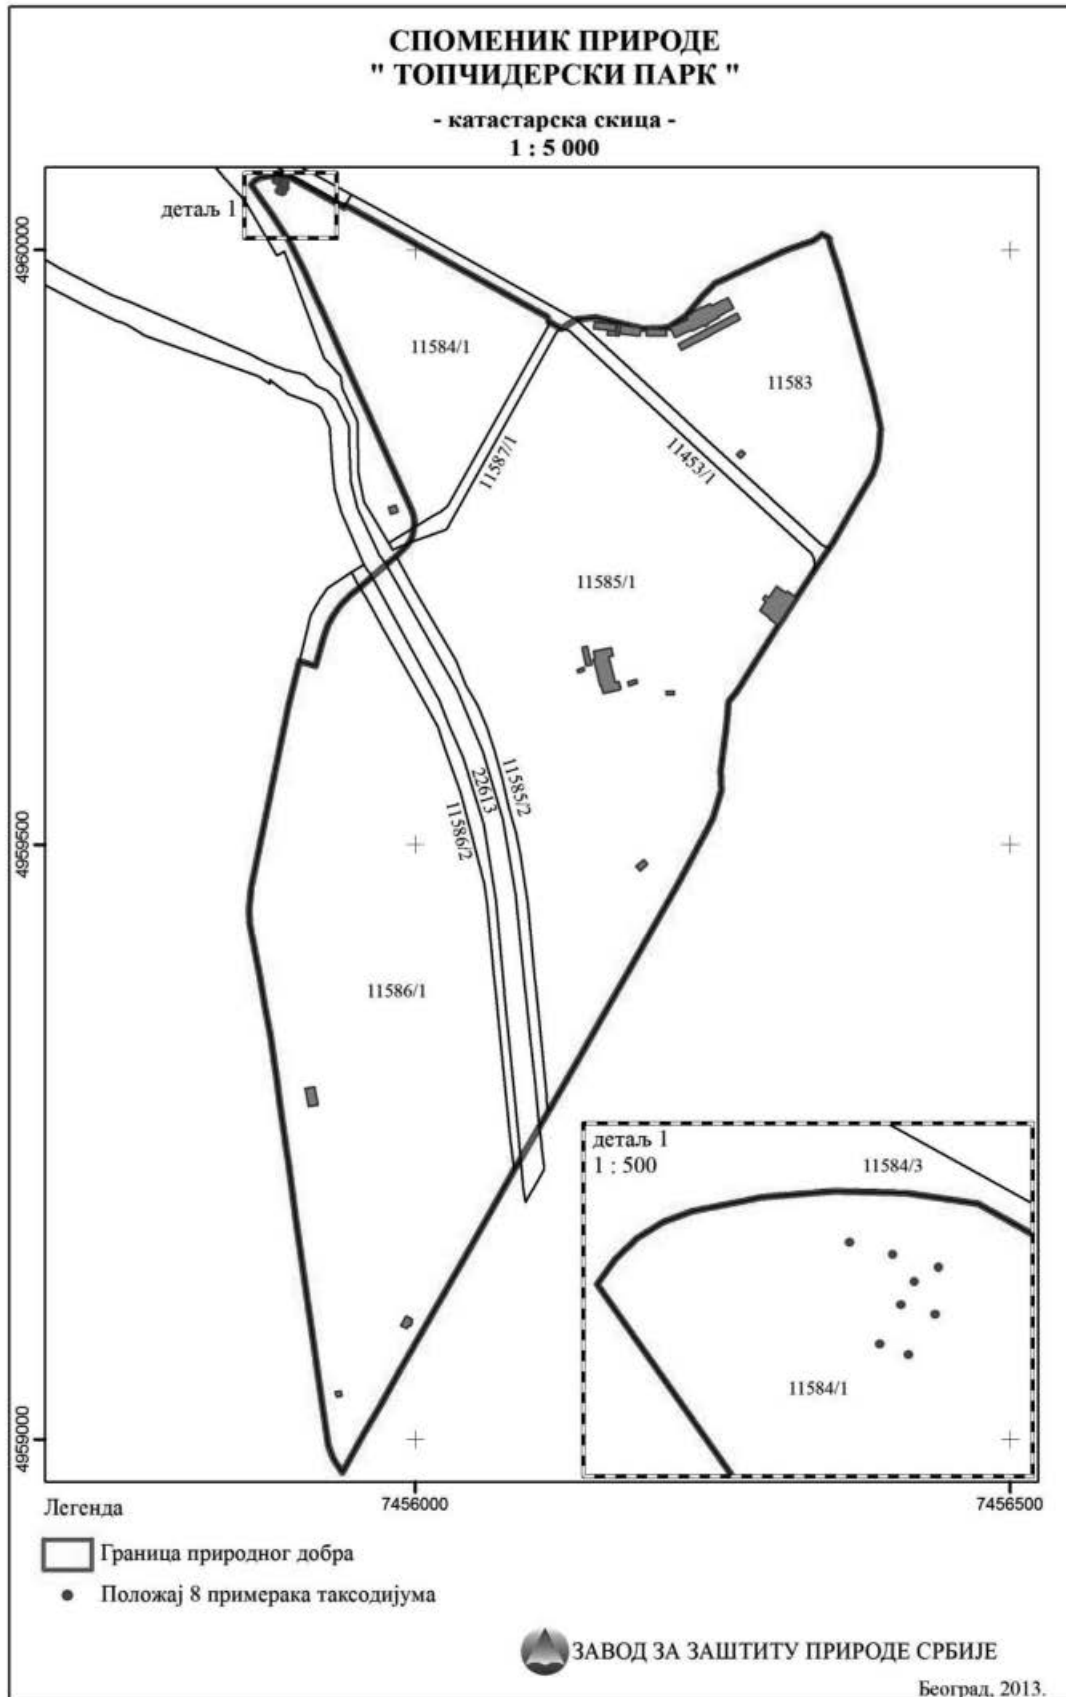 СПОМЕНИК ПРИРОДЕ
" ТОПЧИДЕРСКИ ПАРК "
- катастарска скица -
1 : 5 000
детаљ 1
4960000
11584/1
11583
11587/1
11453/1
11585/1
4959500
22613
11585/2
11586/2
11586/1
детаљ 1
1 : 500
11584/3
11584/1
4959000
7456000
7456500
Легенда
Граница природног добра
Положај 8 примерака таксодијума
ЗАВОД ЗА ЗАШТИТУ ПРИРОДЕ СРБИЈЕ
Београд, 2013.